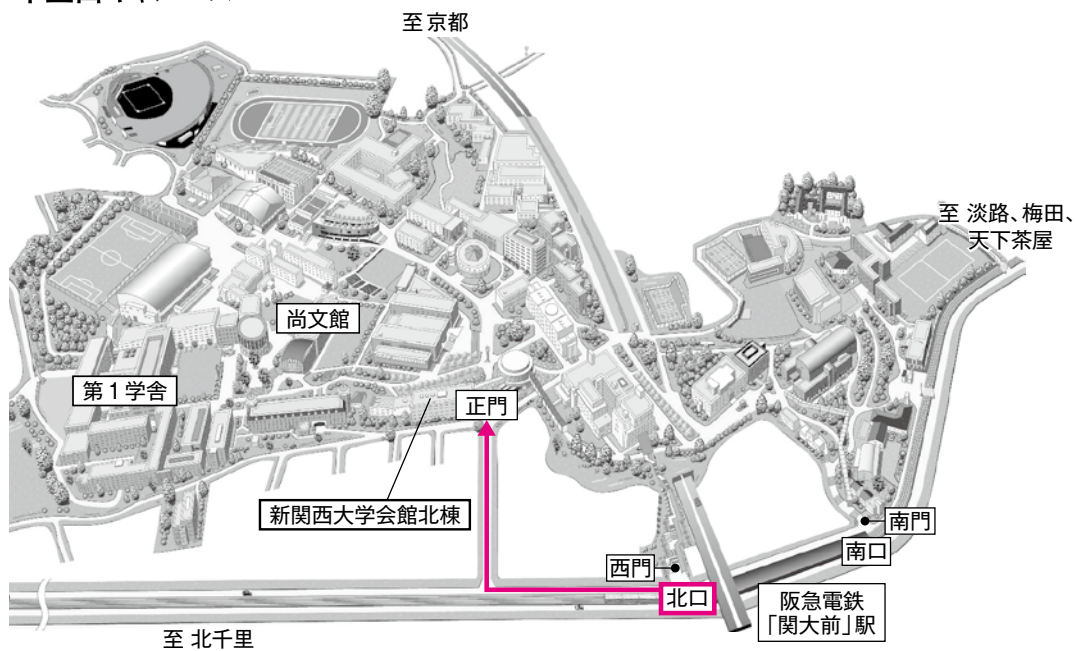 至 京都
至 淡路、梅田、
天下茶屋
尚文館
第1学舎
正門
新関西大学会館北棟
南門
南口
西門
北口
阪急電鉄
「関大前」駅
至 北千里